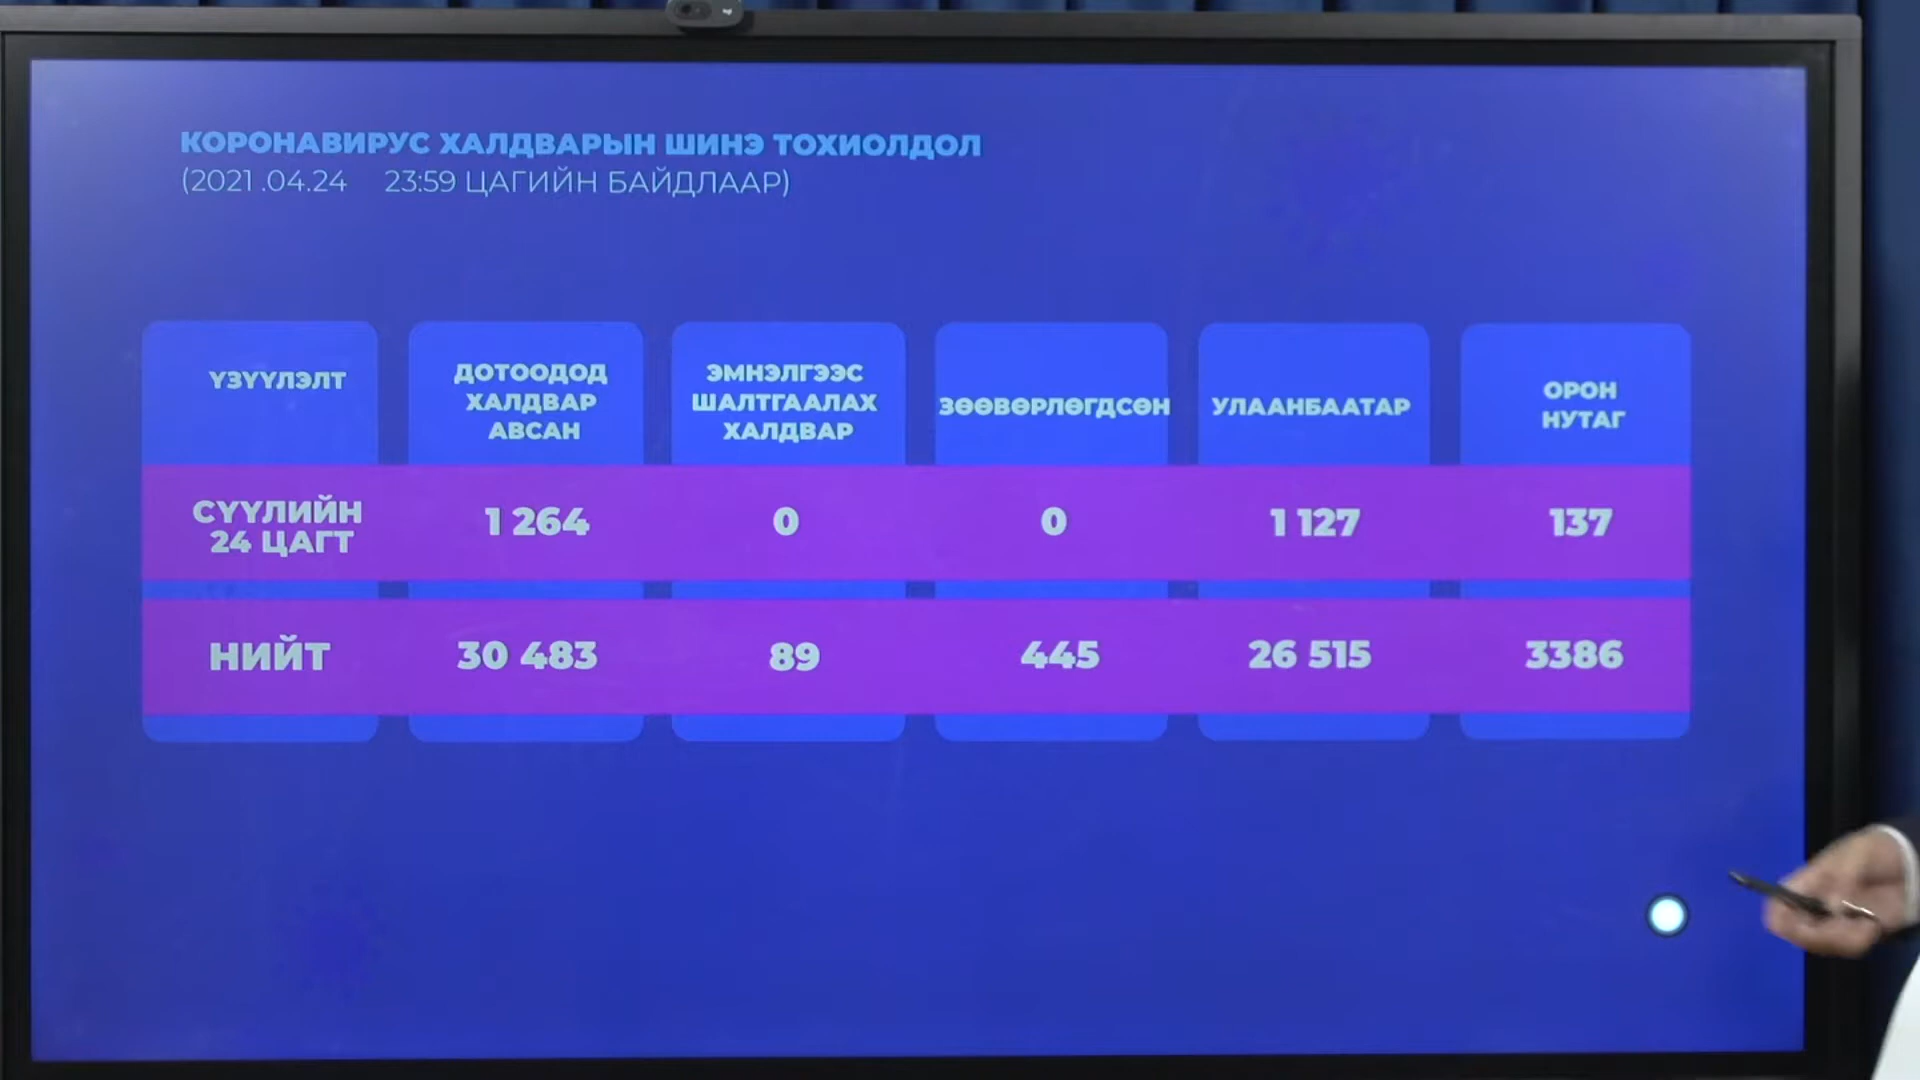 КОРОНАВИРУС ХАЛДВАРЫН ШИНЭ ТОХИОЛДОЛ
(2021 .04.24 23:59 ЦАГИЙН БАЙДЛААР)
ҮЗҮҮЛЭЛТ
ДОТООДОД
ХАЛДВАР
АВСАН
ЭМНЭЛГЭЭС
ШАЛТГААЛАХ
ХАЛДВАР
ЗӨӨВӨРЛӨГДСӨН
УЛААНБААТАР
ОРОН
НУТАГ
СҮҮЛИЙН
24 ЦАГТ
1 264
0
0
1 127
137
НИЙТ
30 483
89
445
26 515
3386